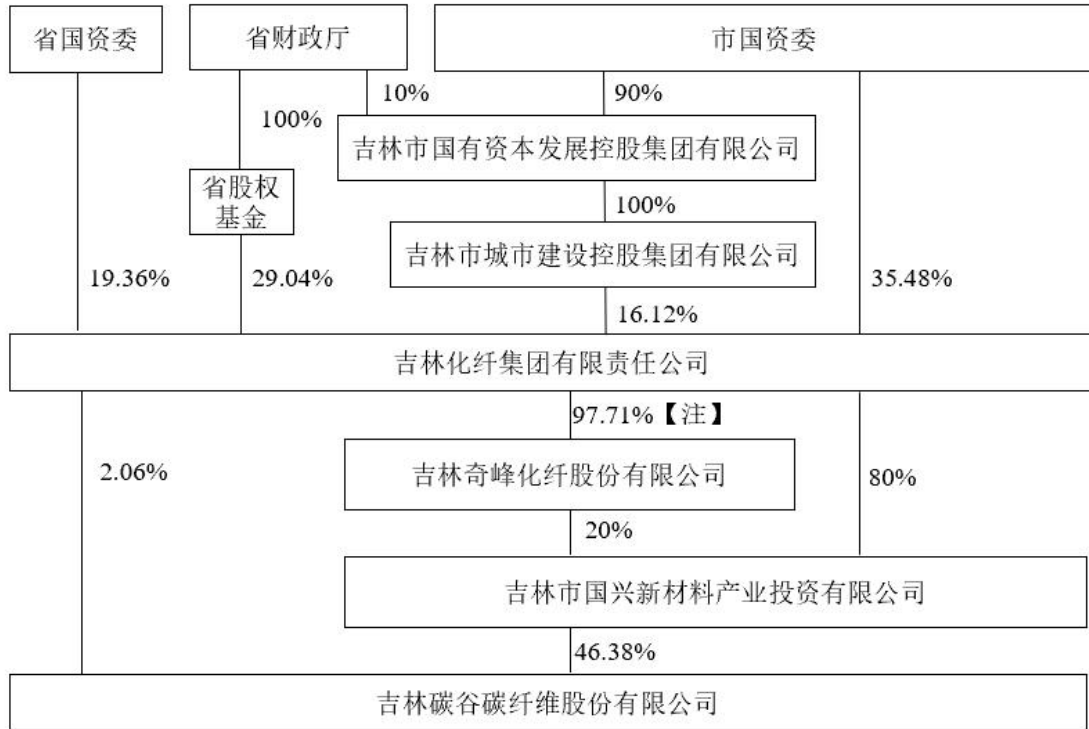 省国资委
省财政厅
市国资委
10%
90%
100%
吉林市国有资本发展控股集团有限公司
省股权
基金
100%
吉林市城市建设控股集团有限公司
19.36%
29.04%
35.48%
16.12%
吉林化纤集团有限责任公司
97.71%【注】
2.06%
吉林奇峰化纤股份有限公司
80%
20%
吉林市国兴新材料产业投资有限公司
46.38%
吉林碳谷碳纤维股份有限公司